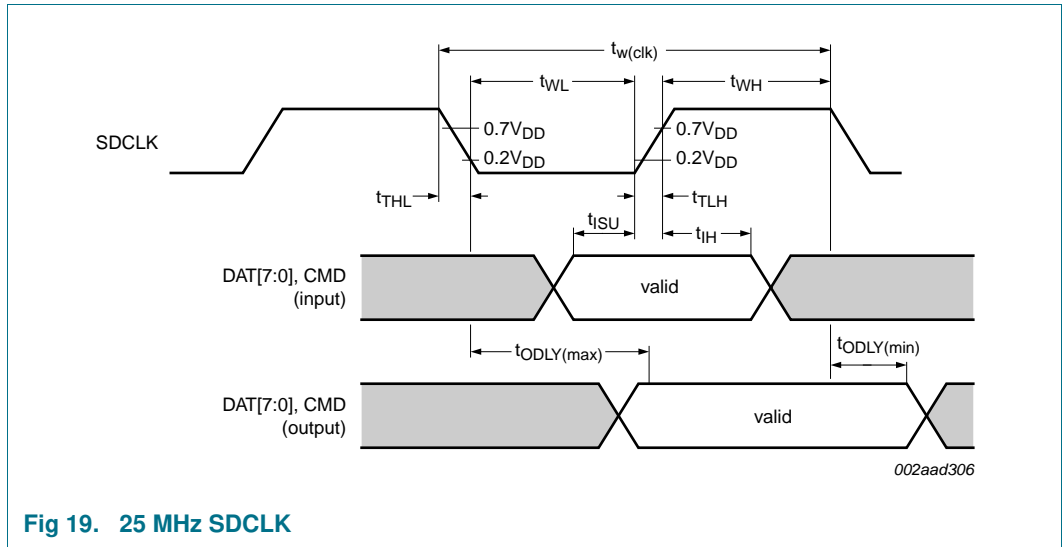 tw(clk)
tWL
tWH
SDCLK
0.7VDD
0.7VDD
0.2VDD
0.2VDD
tTHL
tTLH
tISU
tIH
DAT[7:0], CMD
(input)
valid
tODLY(max)
tODLY(min)
DAT[7:0], CMD
(output)
valid
002aad306
Fig 19. 25 MHz SDCLK